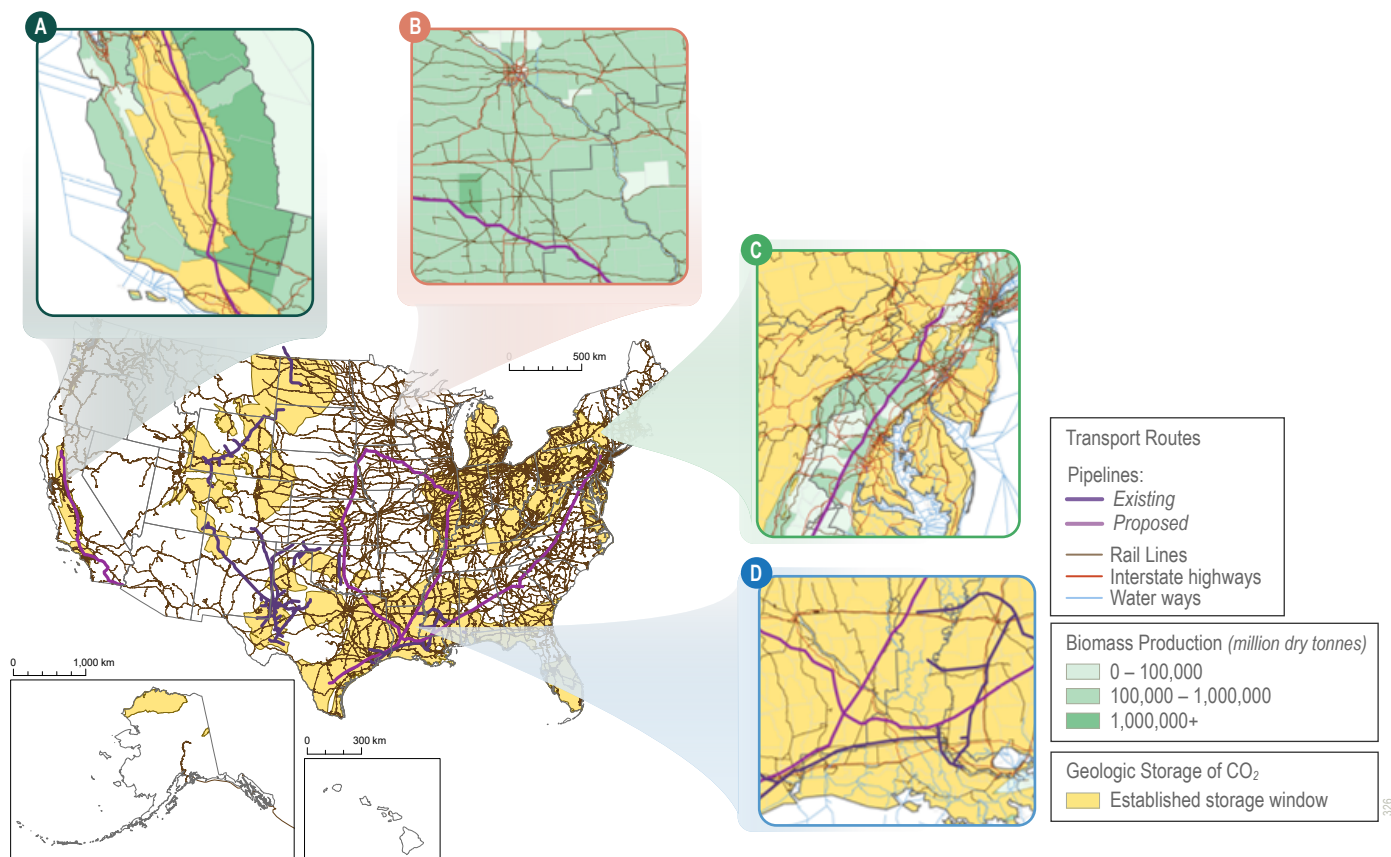 A
B
C
D
0
500 km
0
1,000 km
0
300 km
Transport Routes
Pipelines:
Existing
Proposed
Rail Lines
Interstate highways
Water ways
Biomass Production (million dry tonnes)
0 – 100,000
100,000 – 1,000,000
1,000,000+
Geologic Storage of CO₂
Established storage window
326